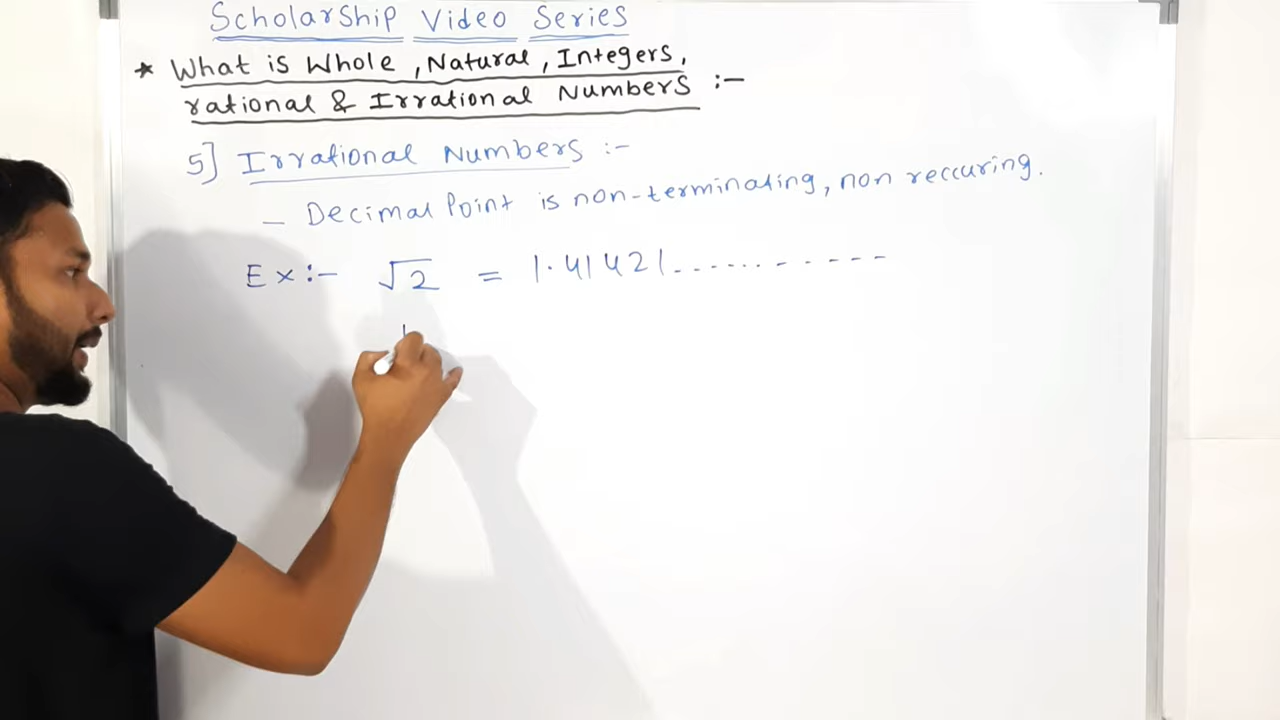 Scholarship Video Series
* What is Whole, Natural, Integers,
rational & Irrational Numbers :-
5] Irrational Numbers :-
- Decimal Point is non-terminating, non reccuring.
Ex:- √2 = 1.41421...........